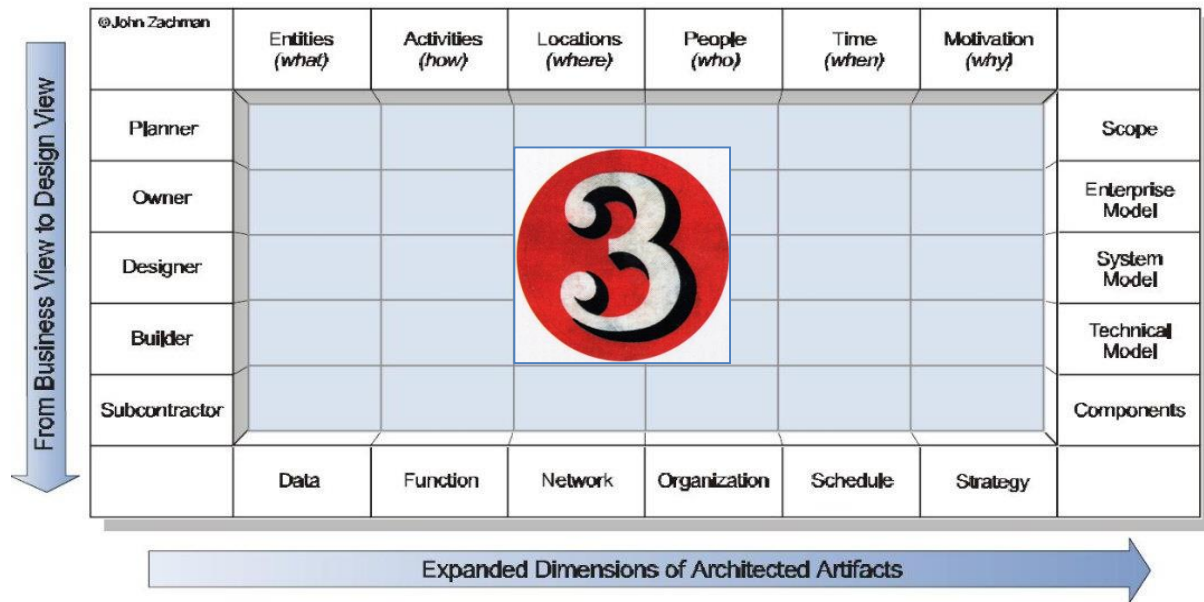 ©John Zachman
Entities
(what)
Activities
(how)
Locations
(where)
People
(who)
Time
(when)
Motivation
(why)
From Business View to Design View
Planner
Scope
Owner
Enterprise
Model
3
Designer
System
Model
Builder
Technical
Model
Subcontractor
Components
Data
Function
Network
Organization
Schedule
Strategy
Expanded Dimensions of Architected Artifacts